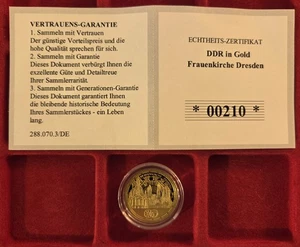 VERTRAUENS-GARANTIE
1. Sammeln mit Vertrauen
Der günstige Vorteilspreis und die
hohe Qualität sprechen für sich.
2. Sammeln mit Garantie
Dieses Dokument verbürgt Ihnen die
exzellente Güte und Detailtreue
Ihrer Sammlerrarität.
3. Sammeln mit Generationen-Garantie
Dieses Dokument garantiert Ihnen
die bleibende historische Bedeutung
Ihres Sammlerstückes - ein Leben
lang.
288.070.3/DE
ECHTHEITS-ZERTIFIKAT
DDR in Gold
Frauenkirche Dresden
* 00210 *